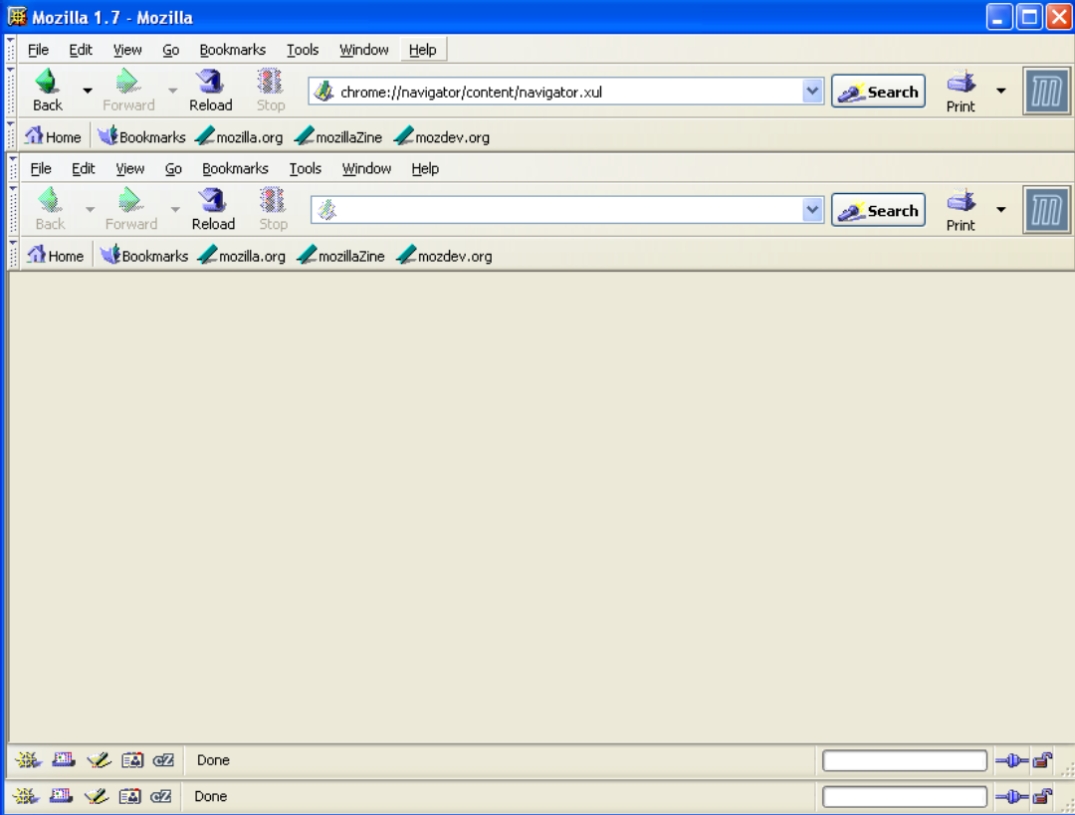 Mozilla 1.7 - Mozilla
File Edit View Go Bookmarks Tools Window Help
Back Forward Reload Stop chrome://navigator/content/navigator.xul Search Print
Home Bookmarks mozilla.org mozillaZine mozdev.org
File Edit View Go Bookmarks Tools Window Help
Back Forward Reload Stop Search Print
Home Bookmarks mozilla.org mozillaZine mozdev.org
cZ Done
cZ Done